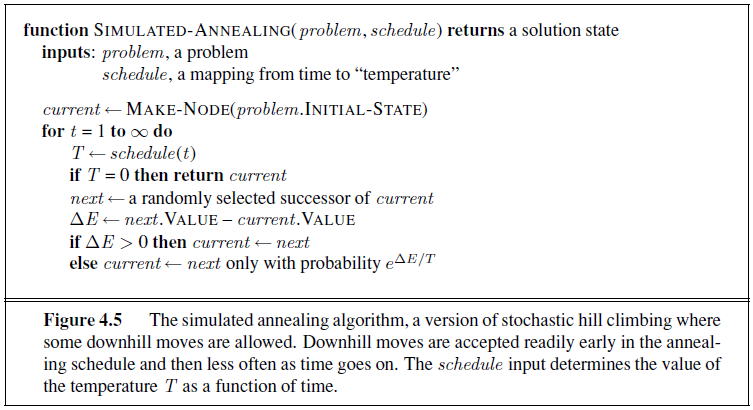 function SIMULATED-ANNEALING(problem, schedule) returns a solution state
inputs: problem, a problem
schedule, a mapping from time to “temperature”
current ← MAKE-NODE(problem.INITIAL-STATE)
for t = 1 to ∞ do
T ← schedule(t)
if T = 0 then return current
next ← a randomly selected successor of current
ΔE ← next.VALUE – current.VALUE
if ΔE > 0 then current ← next
else current ← next only with probability e^{ΔE/T}
Figure 4.5 The simulated annealing algorithm, a version of stochastic hill climbing where
some downhill moves are allowed. Downhill moves are accepted readily early in the anneal-
ing schedule and then less often as time goes on. The schedule input determines the value of
the temperature T as a function of time.